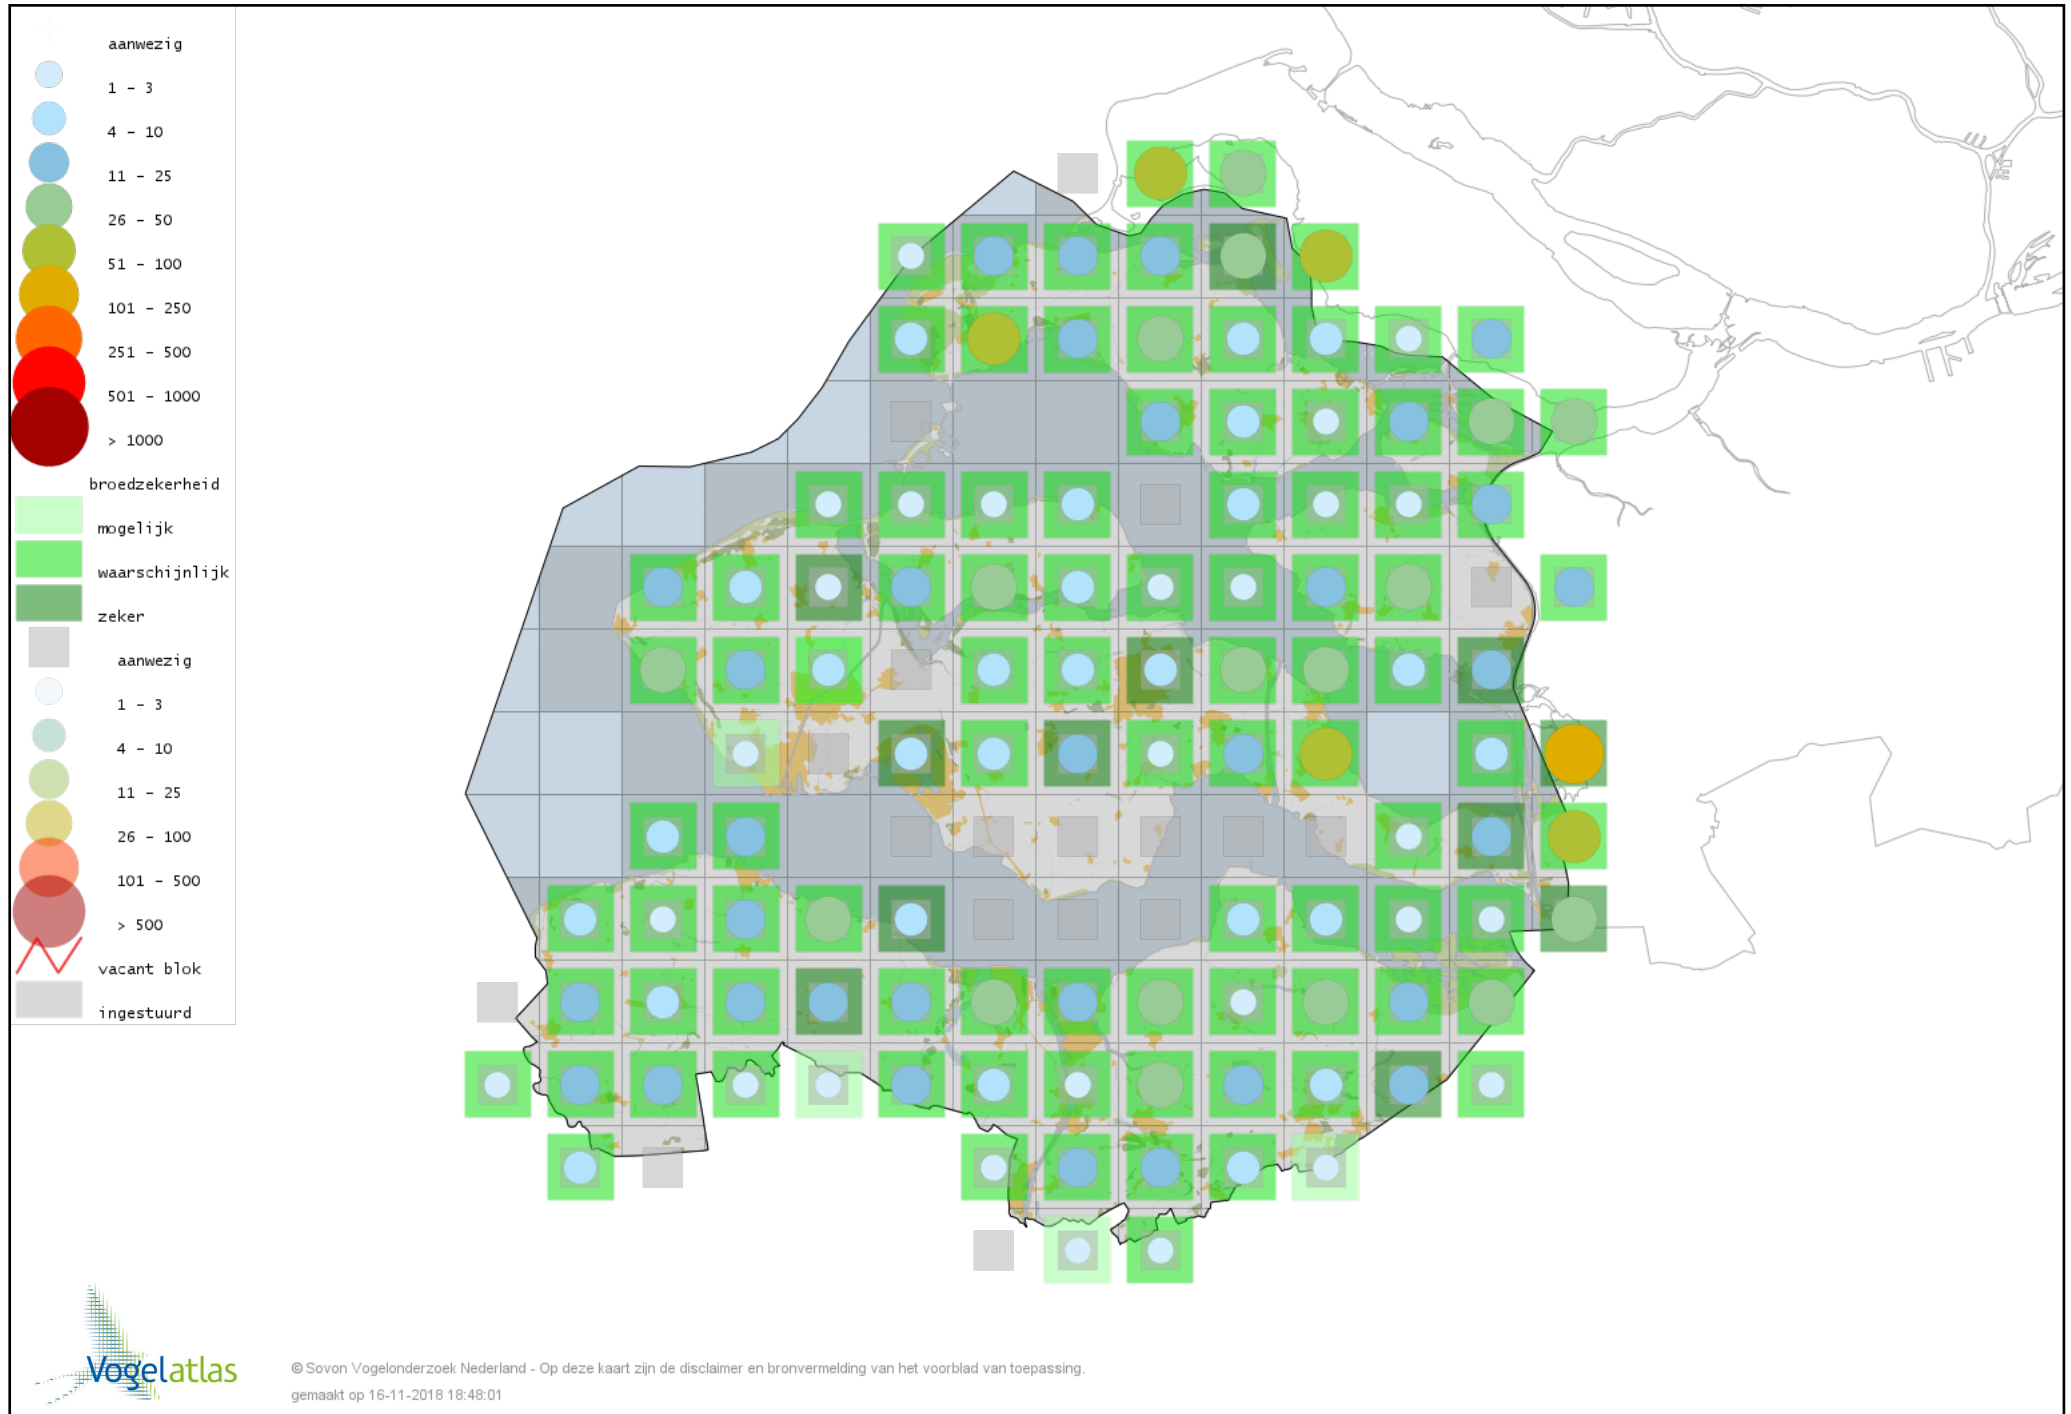 aanwezig
1 - 3
4 - 10
11 - 25
26 - 50
51 - 100
101 - 250
251 - 500
501 - 1000
> 1000
broedzekerheid
mogelijk
waarschijnlijk
zeker
aanwezig
1 - 3
4 - 10
11 - 25
26 - 100
101 - 500
> 500
vacant blok
ingestuurd
Vogelatlas
© Sovon Vogelonderzoek Nederland - Op deze kaart zijn de disclaimer en bronvermelding van het voorblad van toepassing.
gemaakt op 16-11-2018 18:48:01